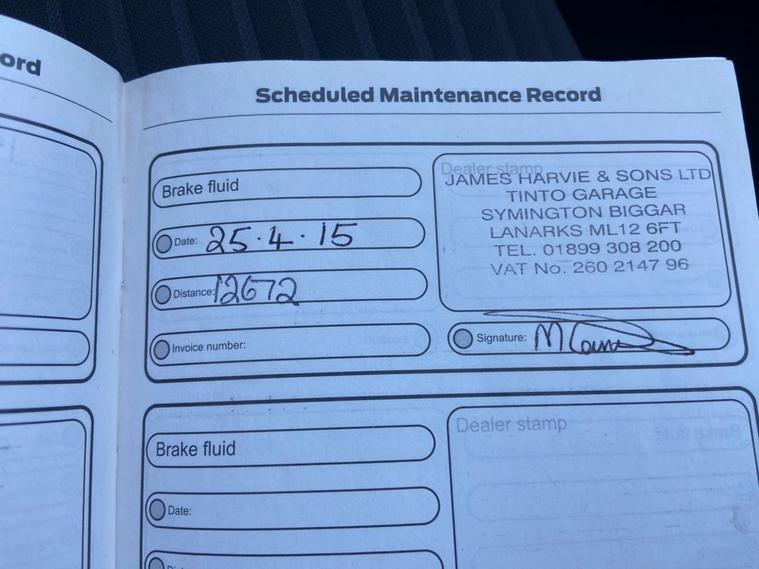 ord
Scheduled Maintenance Record
Brake fluid
Date: 25.4.15
Distance: 12672
Invoice number:
Dealer stamp
JAMES HARVIE & SONS LTD
TINTO GARAGE
SYMINGTON BIGGAR
LANARKS ML12 6FT
TEL. 01899 308 200
VAT No. 260 2147 96
Signature:
Brake fluid
Date:
Dealer stamp